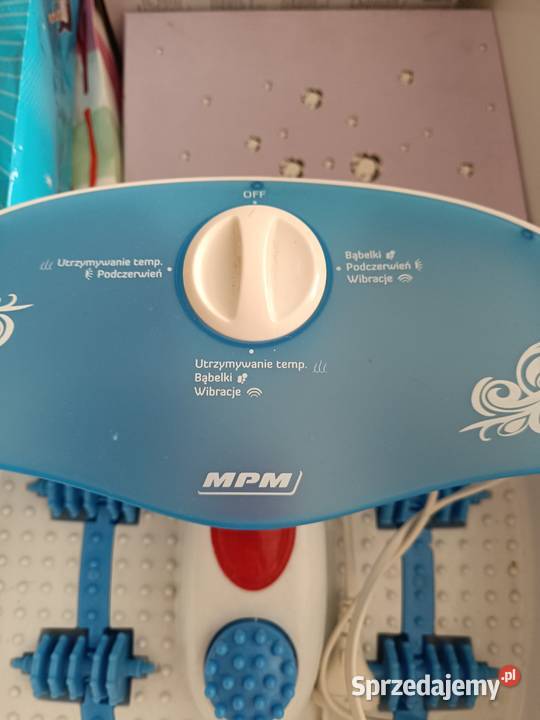 OFF
Utrzymywanie temp.
Podczerwień
Bąbelki
Podczerwień
Wibracje
Utrzymywanie temp.
Bąbelki
Wibracje
MPM
Sprzedajemy.pl